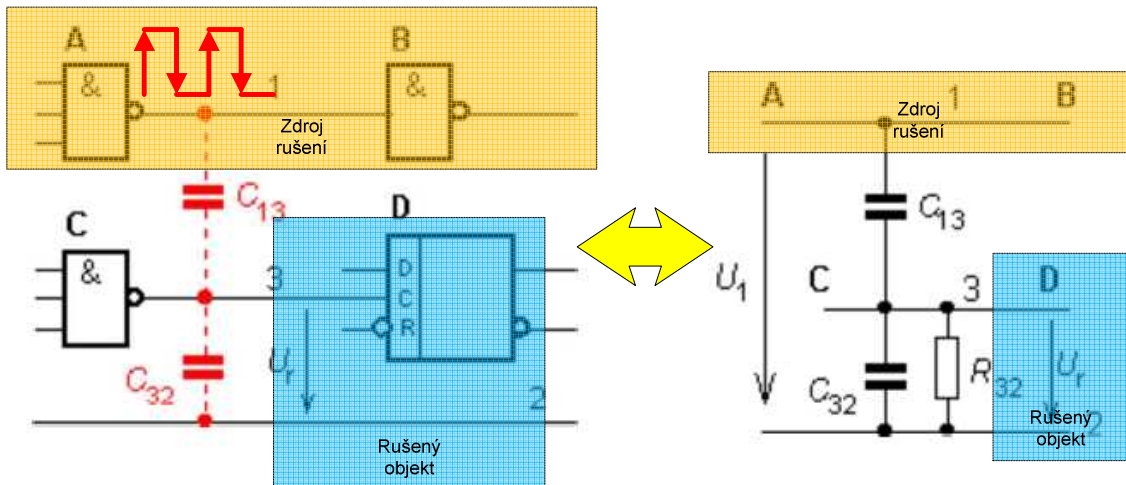 A
B
&
&
1
Zdroj
rušení
C13
C
D
&
3
D
C
R
Ur
C32
2
Rušený
objekt
A
1
B
Zdroj
rušení
C13
U1
C
3
D
C32
R32
Ur
Rušený
objekt
2